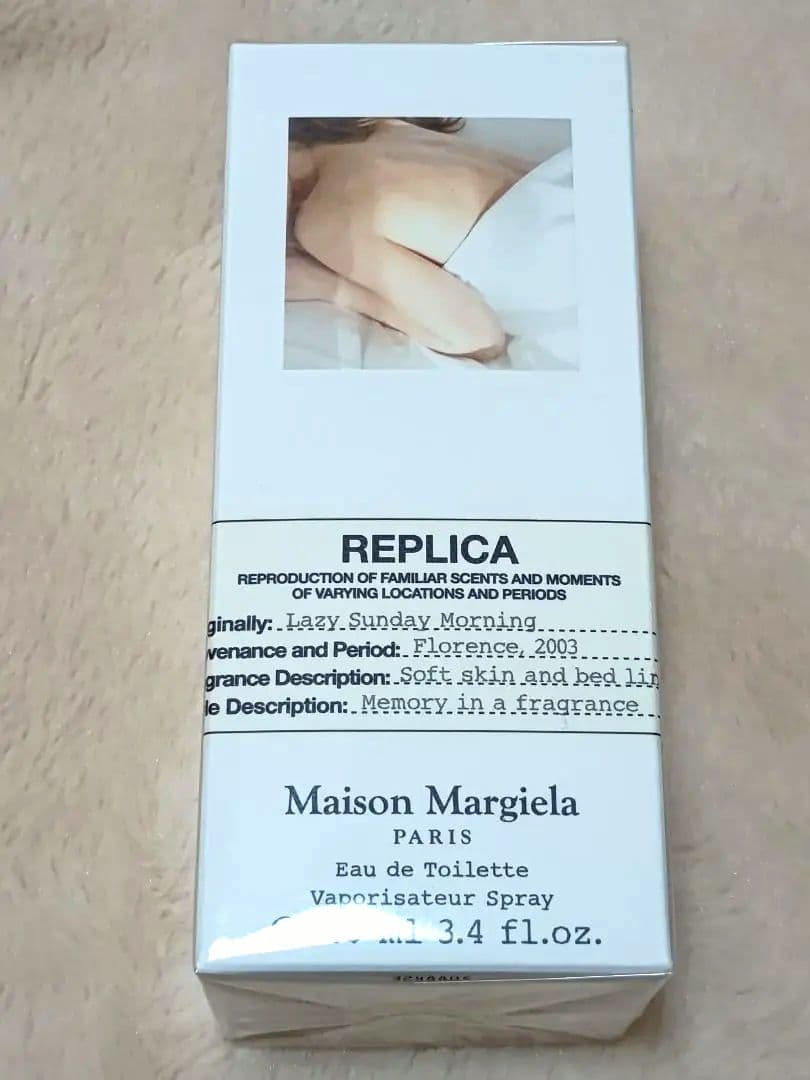 REPLICA
REPRODUCTION OF FAMILIAR SCENTS AND MOMENTS
OF VARYING LOCATIONS AND PERIODS
ginally: Lazy Sunday Morning
venance and Period: Florence, 2003
grance Description: Soft skin and bed lin
le Description: Memory in a fragrance
Maison Margiela
PARIS
Eau de Toilette
Vaporisateur Spray
ml 3.4 fl.oz.